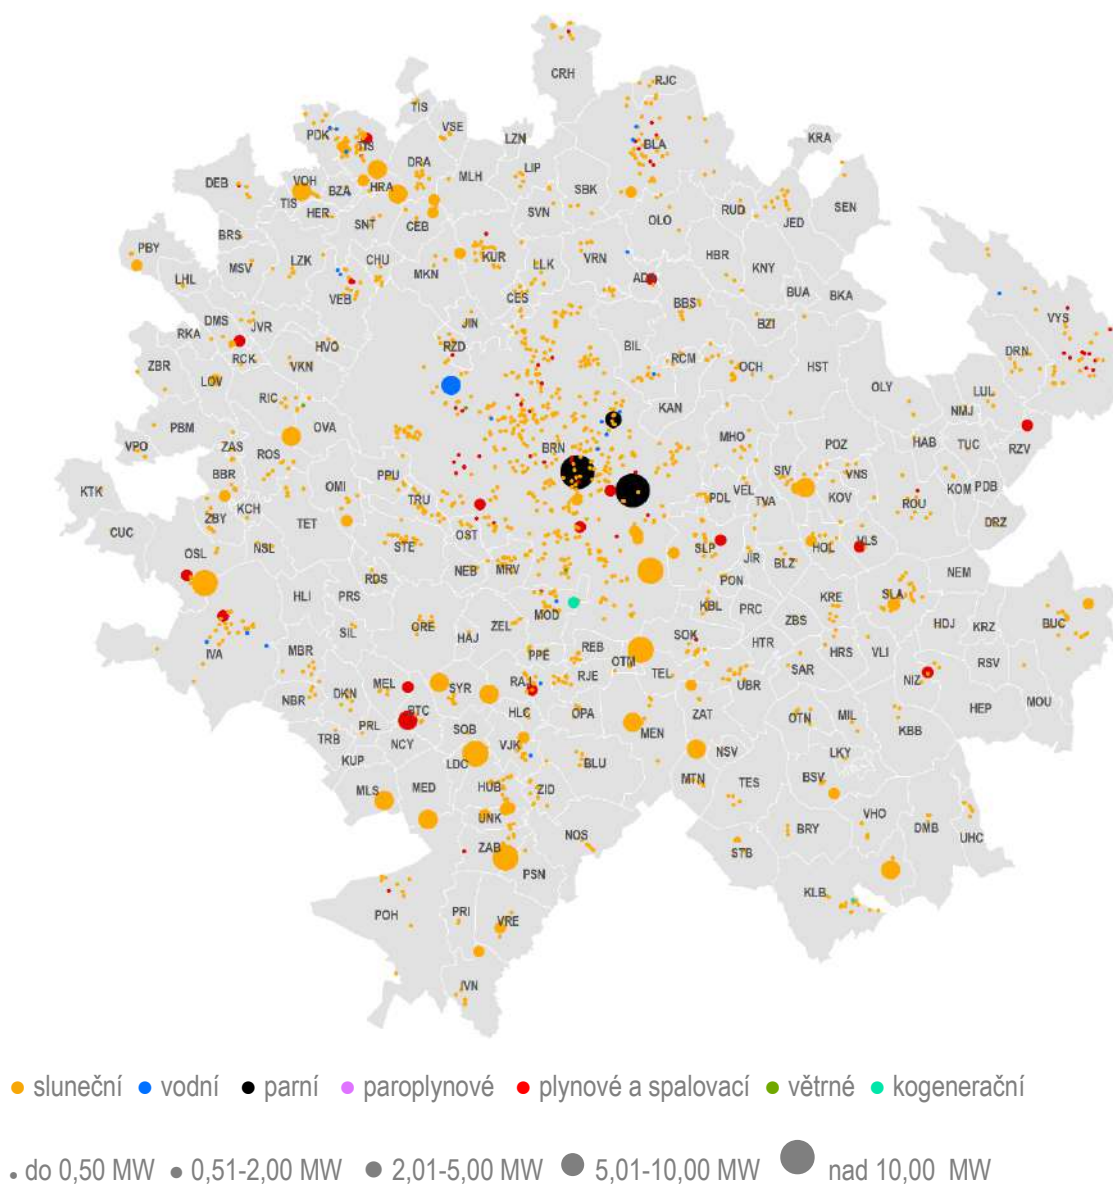 CRH
RJC
TIS
PDK
VSE
LZN
KRA
TIS
BLA
DRA
LIP
MLH
DEB
VOH
BZA
HRA
SBK
TIS
HER
SVN
OLO
RUD
SEN
SNT
CEB
JED
BRS
PBY
LZK
CHU
KUR
VRN
HBR
MSV
MKN
LLK
KNY
LHL
VEB
CES
BBS
BUA
BKA
DMS
JVR
JIN
BZI
VYS
RKA
HVO
RZD
BIL
DRN
ZBR
RCK
VKN
RCM
OCH
HST
LOV
OLY
LUL
RIC
KAN
NMJ
PBM
OVA
MHO
HAB
TUC
VPO
ZAS
ROS
BRN
POZ
RZV
BBR
PPU
SIV
VNS
KTK
OMI
VEL
KOM
PDB
ZBY
KCH
TRU
PDL
TVA
KOV
ROU
CUC
TET
OST
DRZ
OSL
NSL
STE
SLP
HOL
VLS
NEB
MRV
JIR
BLZ
NEM
RDS
PON
HLI
PRS
KBL
PRC
KRE
SLA
MOD
ZBS
HDJ
KRZ
BUC
SIL
ORE
HAJ
ZEL
SOK
HTR
IVA
MBR
PPE
REB
HRS
VLI
OTM
SAR
RSV
MEL
RAJ
RJE
TEL
NIZ
NBR
DKN
SYR
UBR
MOU
HLC
OPA
ZAT
OTN
MIL
HEP
TRB
PRL
SOB
MEN
KBB
NCY
VJK
NSV
KUP
LDC
BLU
LKY
MLS
MED
HUB
ZID
MTN
TES
BSV
UNK
VHO
BRY
DMB
UHC
ZAB
NOS
STB
PSN
KLB
POH
PRI
VRE
IVN
sluneční vodní parní paroplynové plynové a spalovací větrné kogenerační
do 0,50 MW 0,51-2,00 MW 2,01-5,00 MW 5,01-10,00 MW nad 10,00 MW